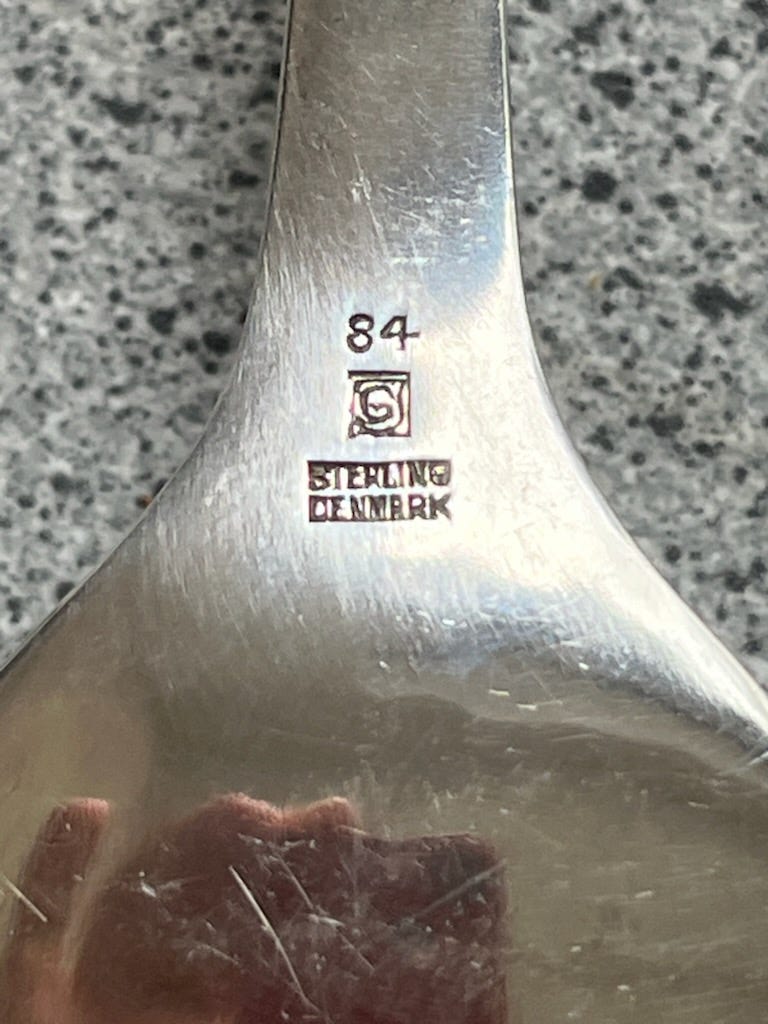 84
G
STERLING
DENMARK